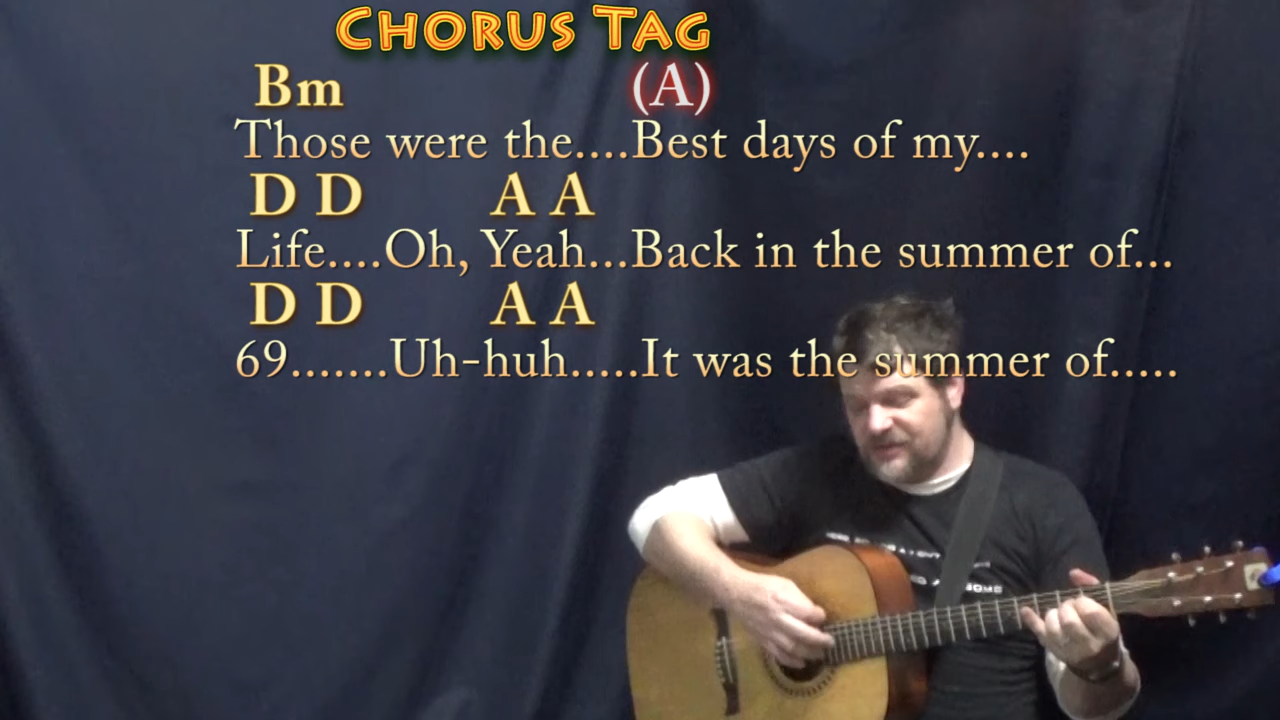 CHORUS TAG
Bm (A)
Those were the....Best days of my....
D D A A
Life....Oh, Yeah...Back in the summer of...
D D A A
69.......Uh-huh.....It was the summer of.....